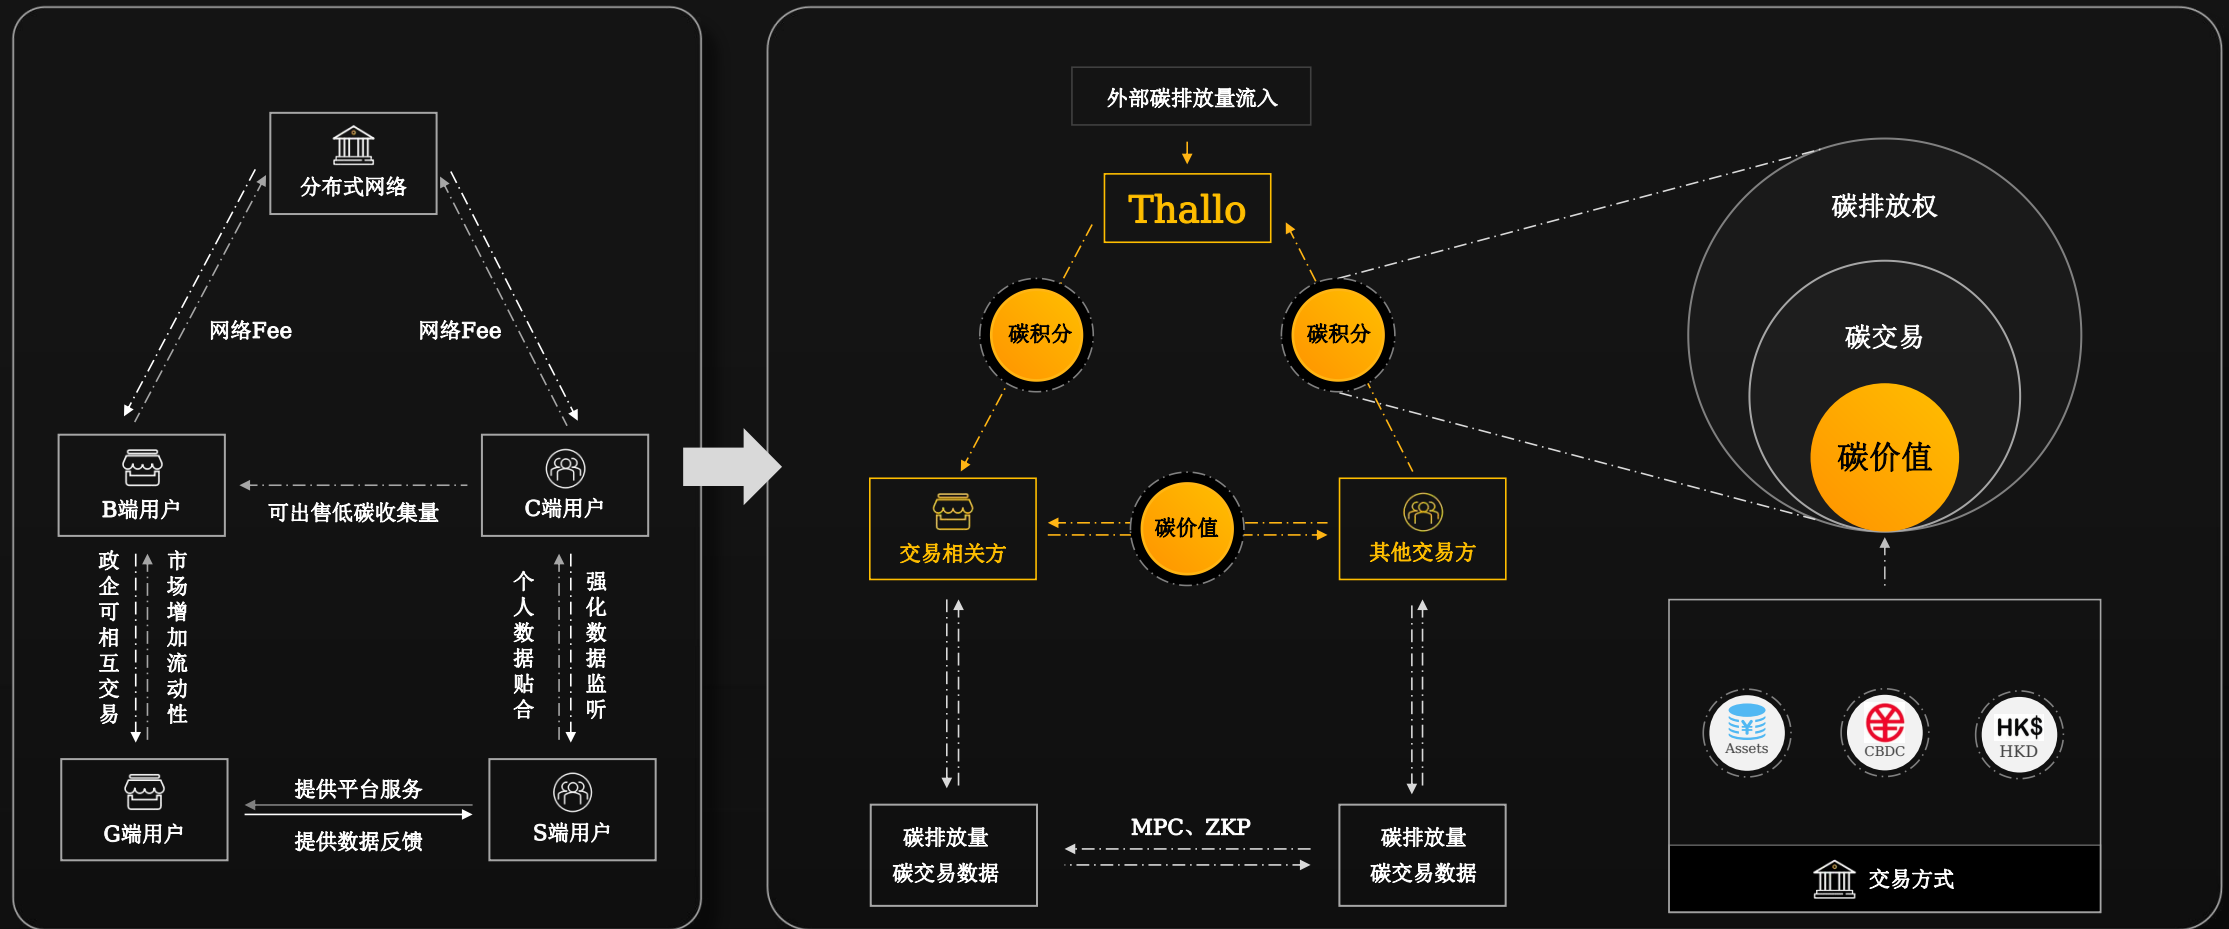 分布式网络
网络Fee
网络Fee
B端用户
可出售低碳收集量
C端用户
政企可相互交易
市场增加流动性
个人数据贴合
强化数据监听
G端用户
提供平台服务
提供数据反馈
S端用户
外部碳排放量流入
Thallo
碳积分
碳积分
交易相关方
碳价值
其他交易方
碳排放量
碳交易数据
MPC、ZKP
碳排放量
碳交易数据
碳排放权
碳交易
碳价值
Assets
CBDC
HK$
HKD
交易方式